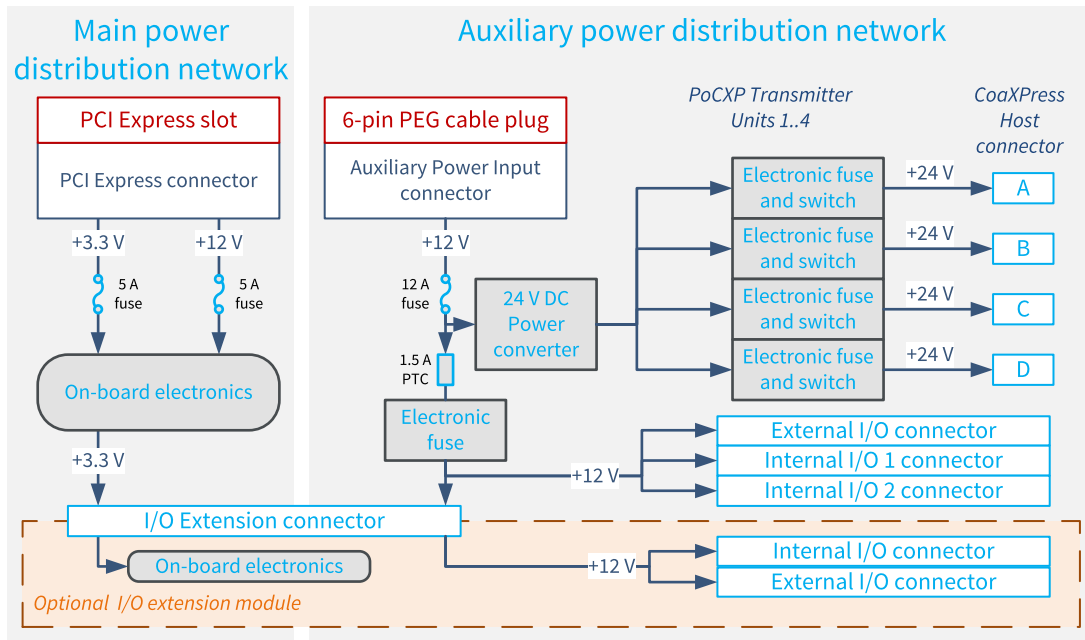 Main power
distribution network
PCI Express slot
PCI Express connector
+3.3 V
+12 V
5 A
fuse
5 A
fuse
On-board electronics
+3.3 V
Auxiliary power distribution network
6-pin PEG cable plug
Auxiliary Power Input
connector
+12 V
12 A
fuse
24 V DC
Power
converter
1.5 A
PTC
Electronic
fuse
PoCXP Transmitter
Units 1..4
CoaXPress
Host
connector
Electronic fuse
and switch
+24 V
A
Electronic fuse
and switch
+24 V
B
Electronic fuse
and switch
+24 V
C
Electronic fuse
and switch
+24 V
D
+12 V
External I/O connector
Internal I/O 1 connector
Internal I/O 2 connector
I/O Extension connector
On-board electronics
+12 V
Internal I/O connector
External I/O connector
Optional I/O extension module